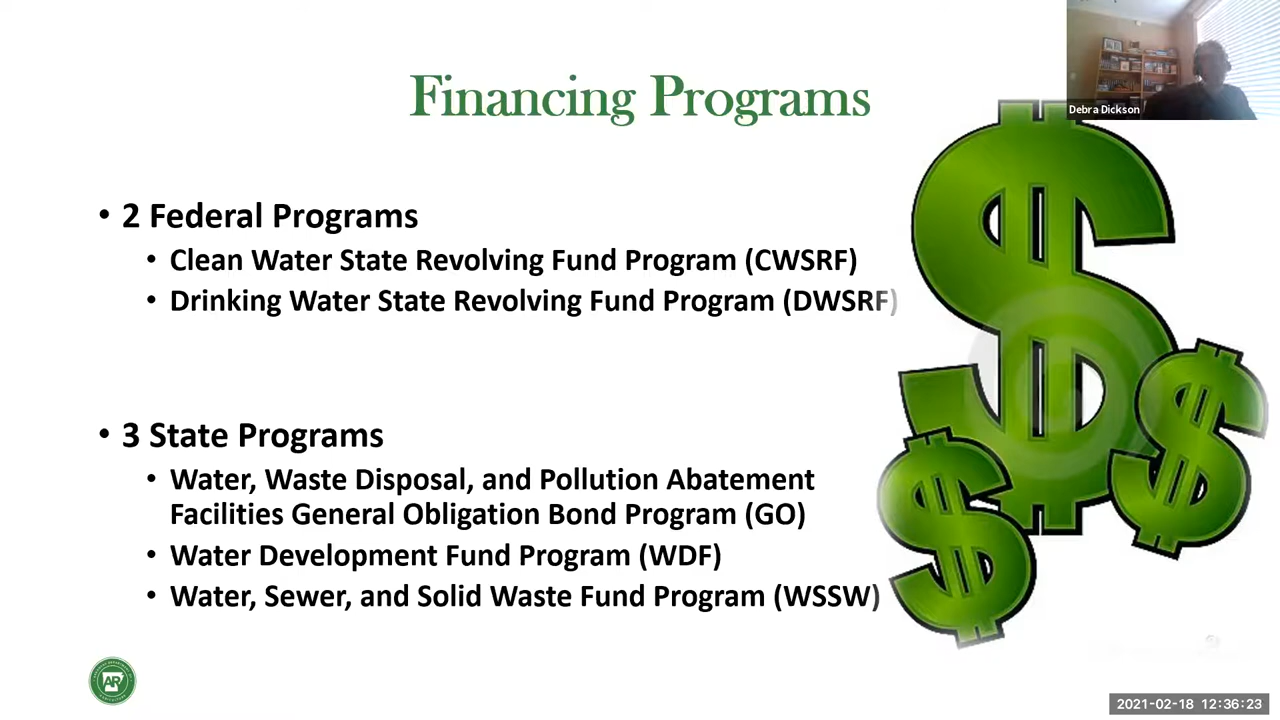 Financing Programs
Debra Dickson
• 2 Federal Programs
• Clean Water State Revolving Fund Program (CWSRF)
• Drinking Water State Revolving Fund Program (DWSRF)
• 3 State Programs
• Water, Waste Disposal, and Pollution Abatement
Facilities General Obligation Bond Program (GO)
• Water Development Fund Program (WDF)
• Water, Sewer, and Solid Waste Fund Program (WSSW)
AR
2021-02-18 12:36:23